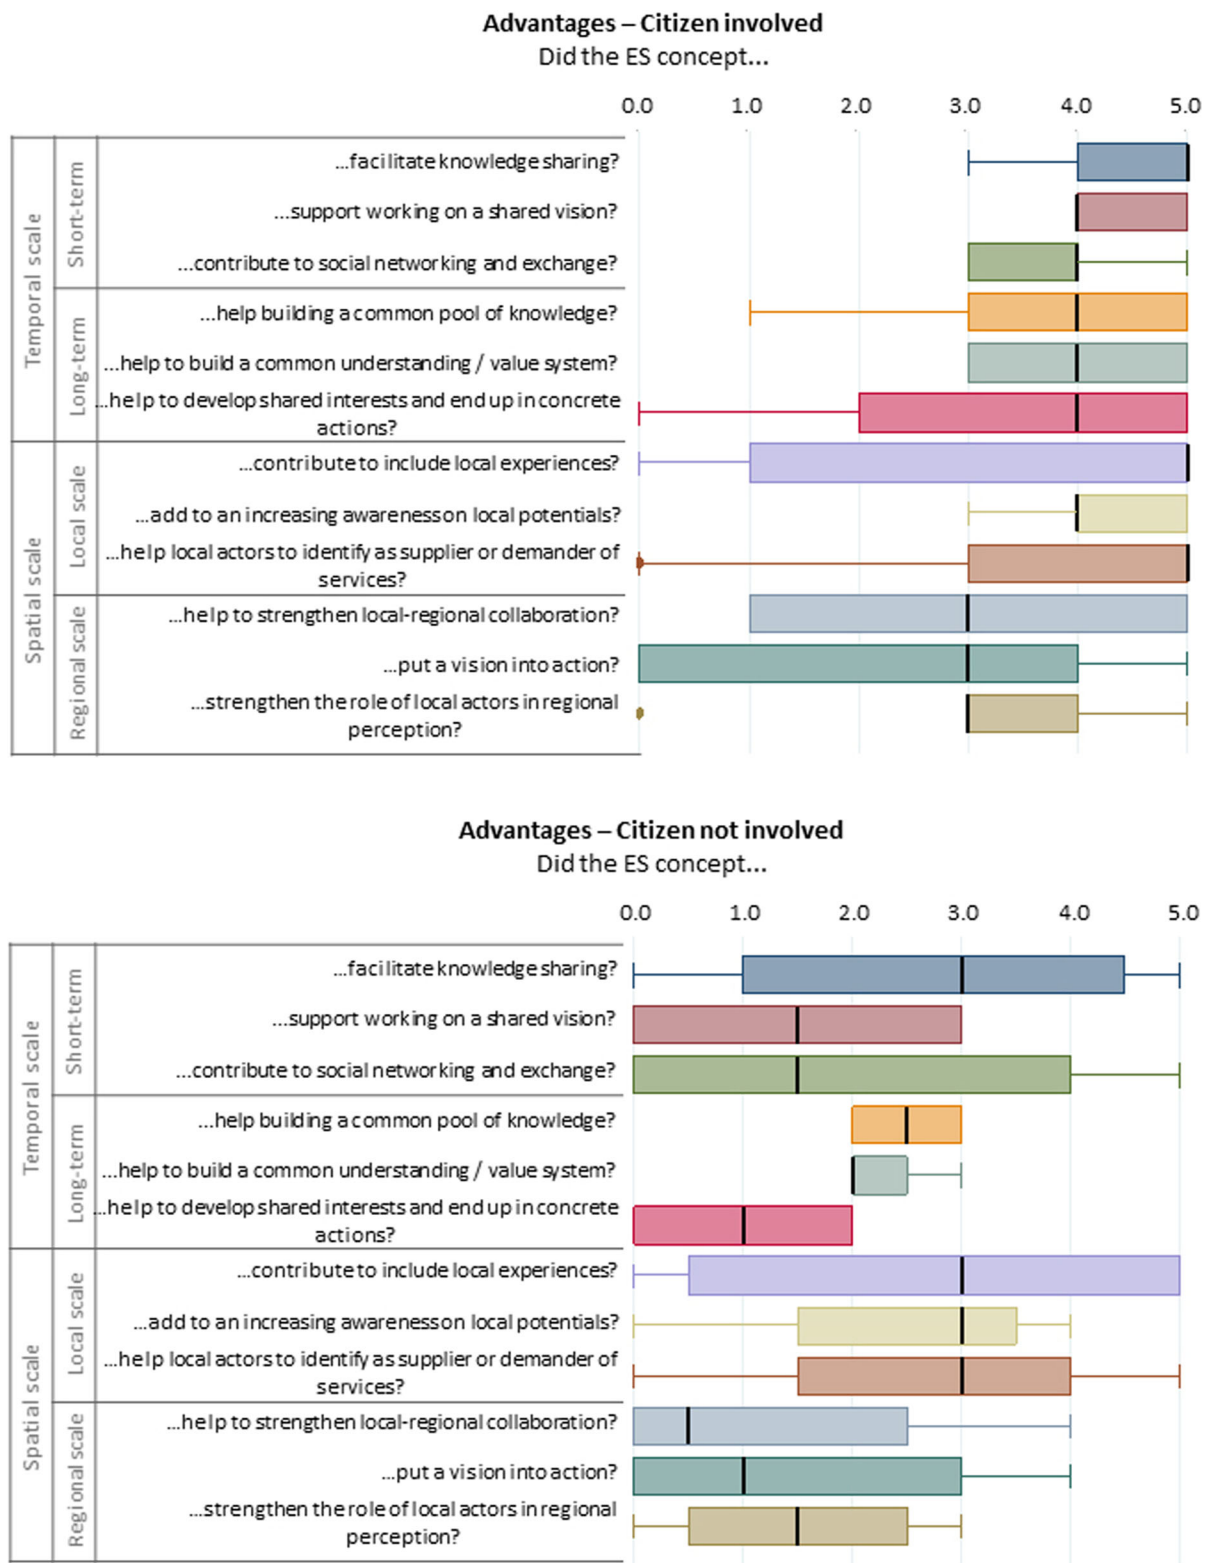 Advantages – Citizen involved
Did the ES concept...
0.0 1.0 2.0 3.0 4.0 5.0
Temporal scale
Short-term
...facilitate knowledge sharing?
...support working on a shared vision?
...contribute to social networking and exchange?
Long-term
...help building a common pool of knowledge?
...help to build a common understanding / value system?
...help to develop shared interests and end up in concrete
actions?
Spatial scale
Local scale
...contribute to include local experiences?
...add to an increasing awareness on local potentials?
...help local actors to identify as supplier or demander of
services?
Regional scale
...help to strengthen local-regional collaboration?
...put a vision into action?
...strengthen the role of local actors in regional
perception?
Advantages – Citizen not involved
Did the ES concept...
0.0 1.0 2.0 3.0 4.0 5.0
Temporal scale
Short-term
...facilitate knowledge sharing?
...support working on a shared vision?
...contribute to social networking and exchange?
Long-term
...help building a common pool of knowledge?
...help to build a common understanding / value system?
...help to develop shared interests and end up in concrete
actions?
Spatial scale
Local scale
...contribute to include local experiences?
...add to an increasing awareness on local potentials?
...help local actors to identify as supplier or demander of
services?
Regional scale
...help to strengthen local-regional collaboration?
...put a vision into action?
...strengthen the role of local actors in regional
perception?